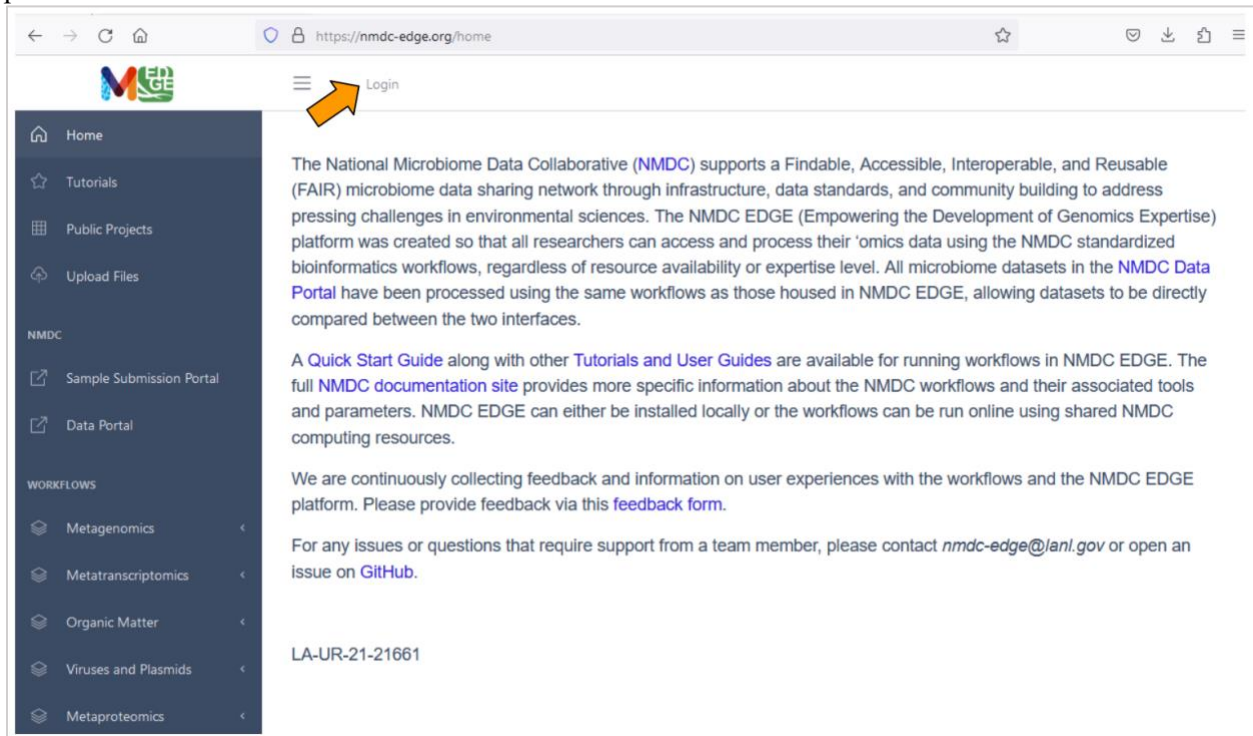 https://nmdc-edge.org/home
M EDGE
Login
Home
Tutorials
Public Projects
Upload Files
NMDC
Sample Submission Portal
Data Portal
WORKFLOWS
Metagenomics
Metatranscriptomics
Organic Matter
Viruses and Plasmids
Metaproteomics
The National Microbiome Data Collaborative (NMDC) supports a Findable, Accessible, Interoperable, and Reusable
(FAIR) microbiome data sharing network through infrastructure, data standards, and community building to address
pressing challenges in environmental sciences. The NMDC EDGE (Empowering the Development of Genomics Expertise)
platform was created so that all researchers can access and process their ‘omics data using the NMDC standardized
bioinformatics workflows, regardless of resource availability or expertise level. All microbiome datasets in the NMDC Data
Portal have been processed using the same workflows as those housed in NMDC EDGE, allowing datasets to be directly
compared between the two interfaces.
A Quick Start Guide along with other Tutorials and User Guides are available for running workflows in NMDC EDGE. The
full NMDC documentation site provides more specific information about the NMDC workflows and their associated tools
and parameters. NMDC EDGE can either be installed locally or the workflows can be run online using shared NMDC
computing resources.
We are continuously collecting feedback and information on user experiences with the workflows and the NMDC EDGE
platform. Please provide feedback via this feedback form.
For any issues or questions that require support from a team member, please contact nmdc-edge@lanl.gov or open an
issue on GitHub.
LA-UR-21-21661